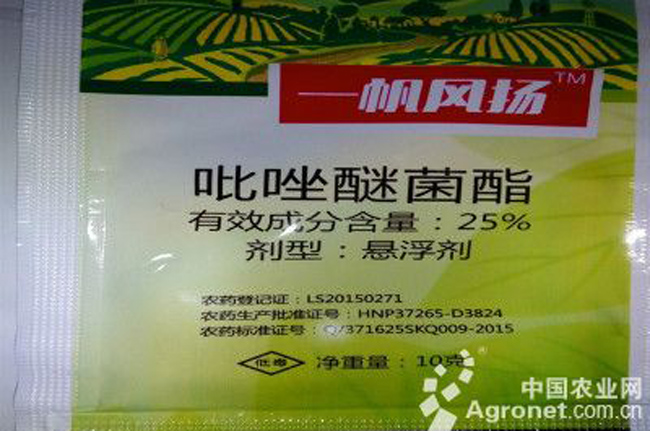 一帆风扬™
吡唑醚菌酯
有效成分含量：25%
剂型：悬浮剂
农药登记证：LS20150271
农药生产批准证号：HNP37265-D3824
农药标准证号：Q/371625SKQ009-2015
低毒 净重量：10克
中国农业网
Agronet.com.cn